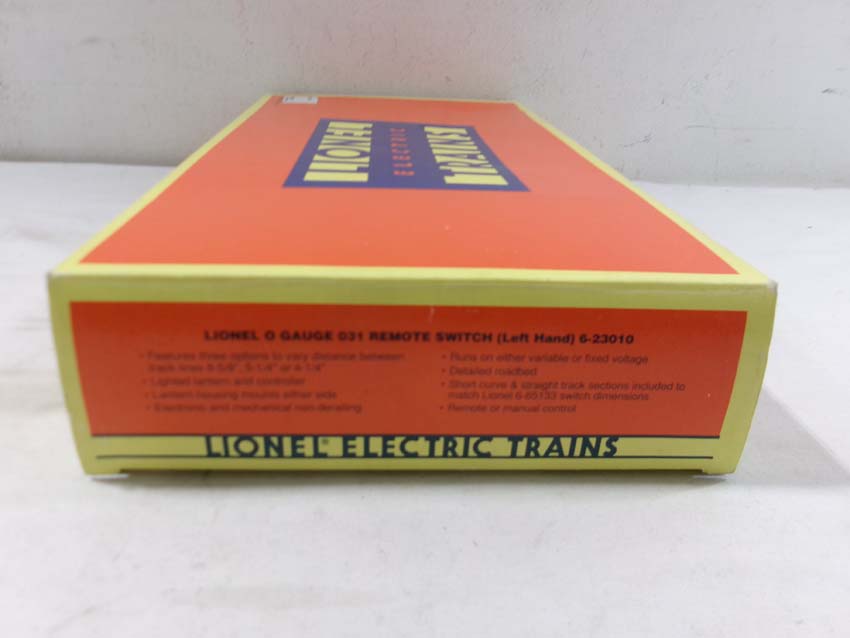 LIONEL
ELECTRIC
TRAINS
LIONEL O GAUGE 031 REMOTE SWITCH (Left Hand) 6-23010
• Features three options to vary distance between
track lines 8 5/8", 5-1/4" or 4-1/4"
• Lighted lantern and controller
• Lantern housing mounts either side
• Electronic and mechanical non-derailing
• Runs on either variable or fixed voltage
• Detailed roadbed
• Short curve & straight track sections included to
match Lionel 6-65133 switch dimensions
• Remote or manual control
LIONEL® ELECTRIC TRAINS